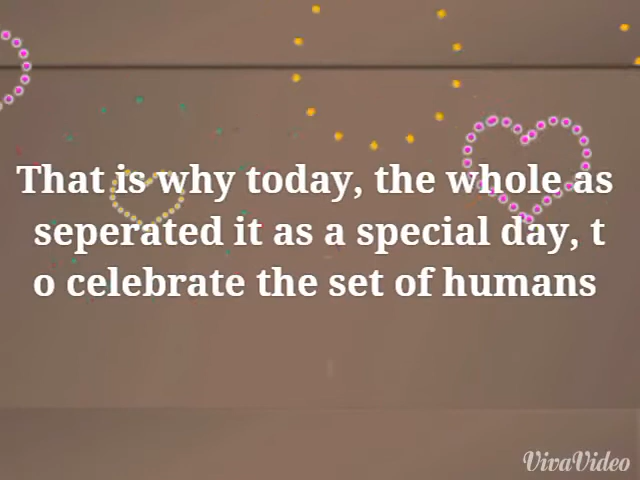 That is why today, the whole as
seperated it as a special day, t
o celebrate the set of humans
VivaVideo